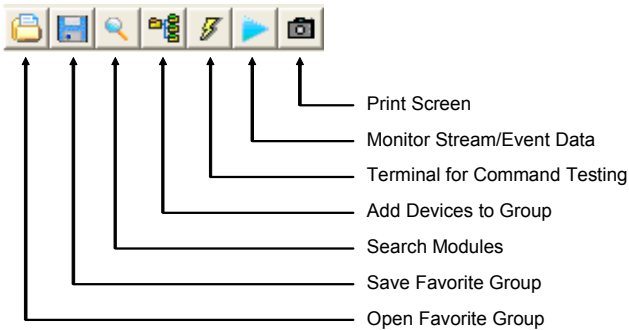 Print Screen
Monitor Stream/Event Data
Terminal for Command Testing
Add Devices to Group
Search Modules
Save Favorite Group
Open Favorite Group